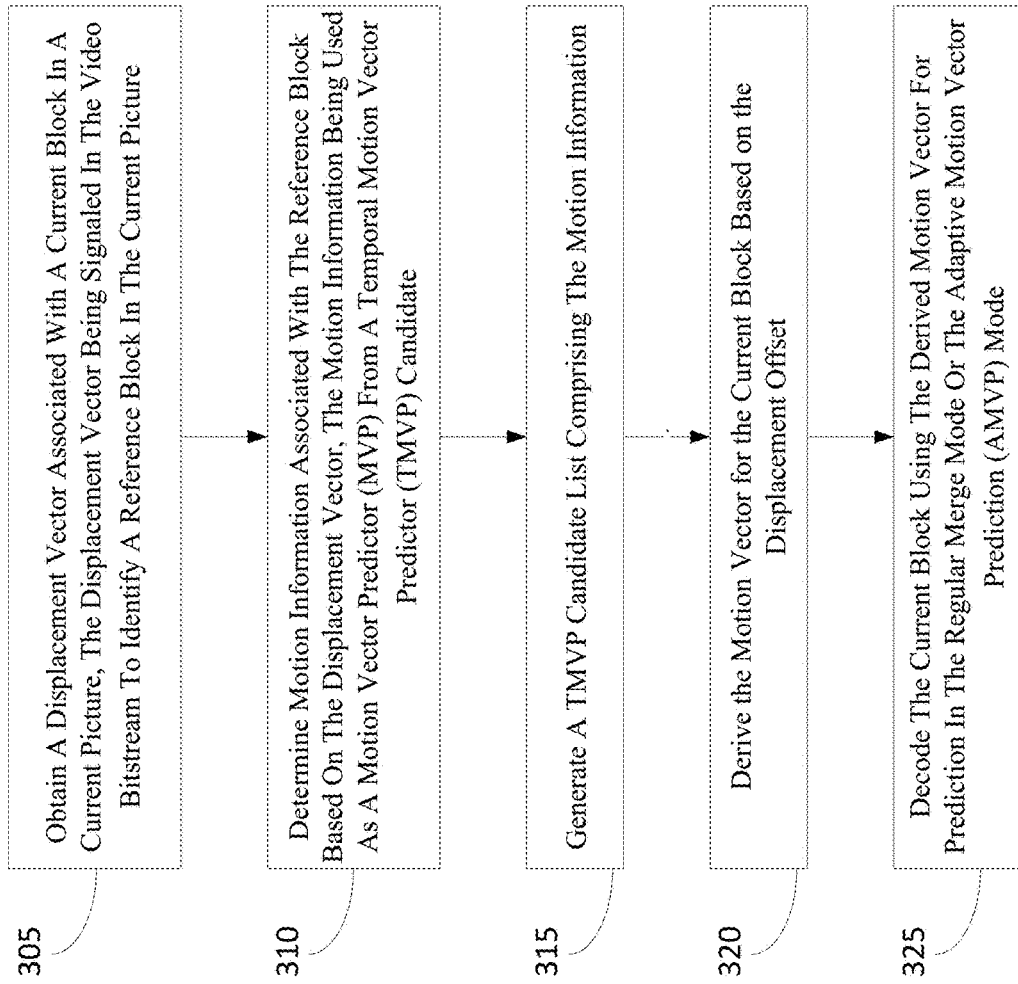 305
Obtain A Displacement Vector Associated With A Current Block In A
Current Picture, The Displacement Vector Being Signaled In The Video
Bitstream To Identify A Reference Block In The Current Picture
310
Determine Motion Information Associated With The Reference Block
Based On The Displacement Vector, The Motion Information Being Used
As A Motion Vector Predictor (MVP) From A Temporal Motion Vector
Predictor (TMVP) Candidate
315
Generate A TMVP Candidate List Comprising The Motion Information
320
Derive the Motion Vector for the Current Block Based on the
Displacement Offset
325
Decode The Current Block Using The Derived Motion Vector For
Prediction In The Regular Merge Mode Or The Adaptive Motion Vector
Prediction (AMVP) Mode